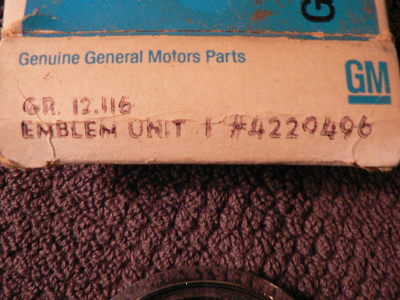 G
Genuine General Motors Parts
GM
GR. 12.116
EMBLEM UNIT 1 #4229496